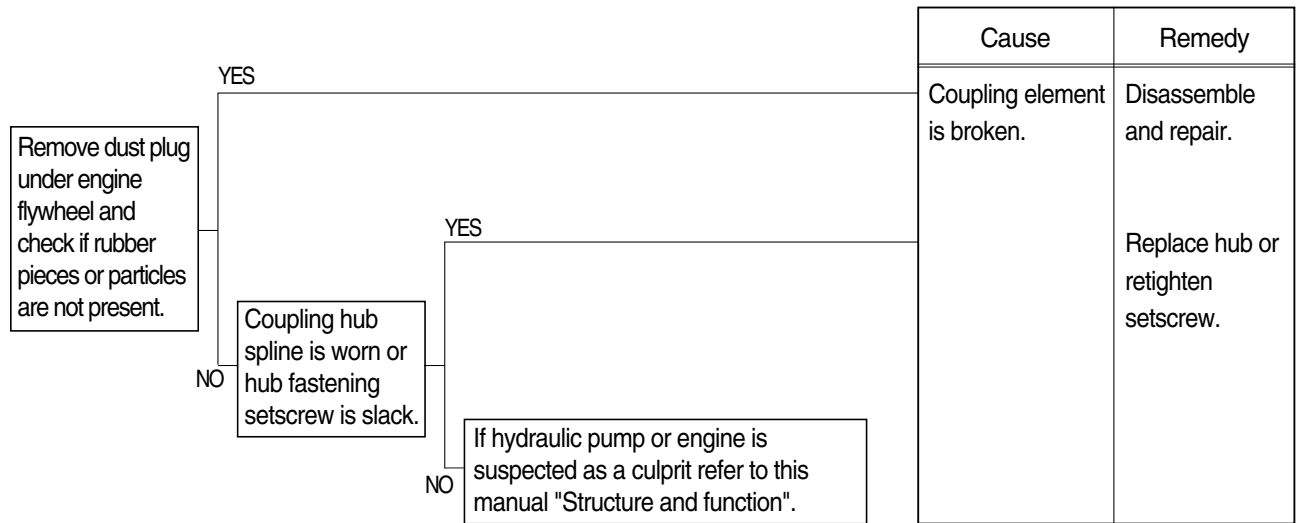 Cause
Remedy
YES
Coupling element
is broken.
Disassemble
and repair.
Remove dust plug
under engine
flywheel and
check if rubber
pieces or particles
are not present.
YES
Replace hub or
retighten
setscrew.
NO
Coupling hub
spline is worn or
hub fastening
setscrew is slack.
NO
If hydraulic pump or engine is
suspected as a culprit refer to this
manual "Structure and function".